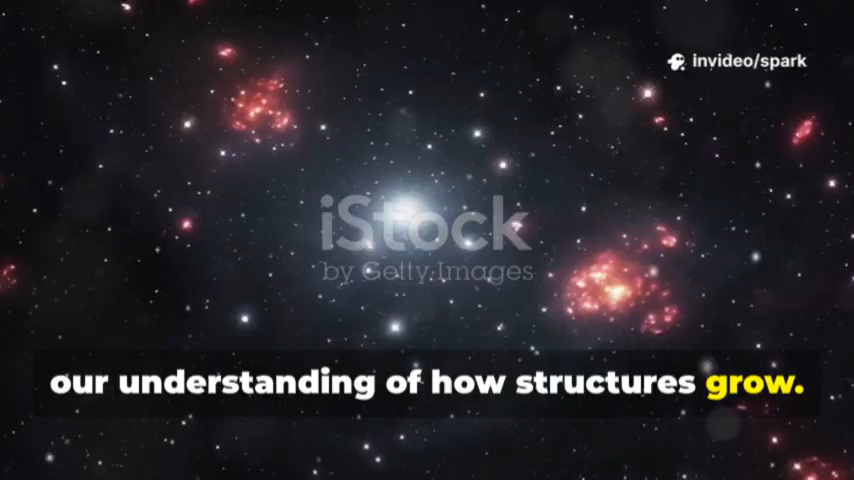 invideo/spark
iStock
by Getty Images
our understanding of how structures grow.